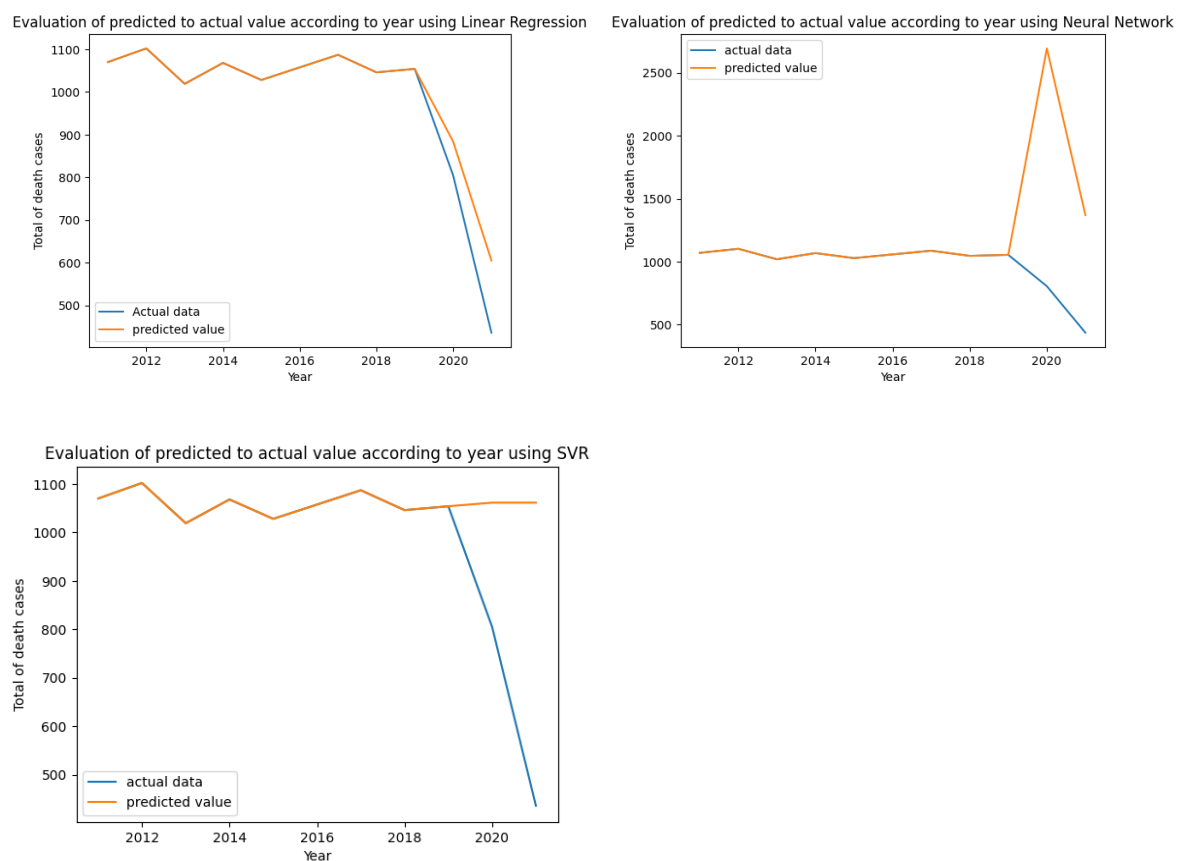 Evaluation of predicted to actual value according to year using Linear Regression
1100
1000
900
800
700
600
500
Total of death cases
Actual data
predicted value
2012 2014 2016 2018 2020
Year
Evaluation of predicted to actual value according to year using Neural Network
actual data
predicted value
2500
2000
1500
1000
500
Total of death cases
2012 2014 2016 2018 2020
Year
Evaluation of predicted to actual value according to year using SVR
1100
1000
900
800
700
600
500
Total of death cases
actual data
predicted value
2012 2014 2016 2018 2020
Year